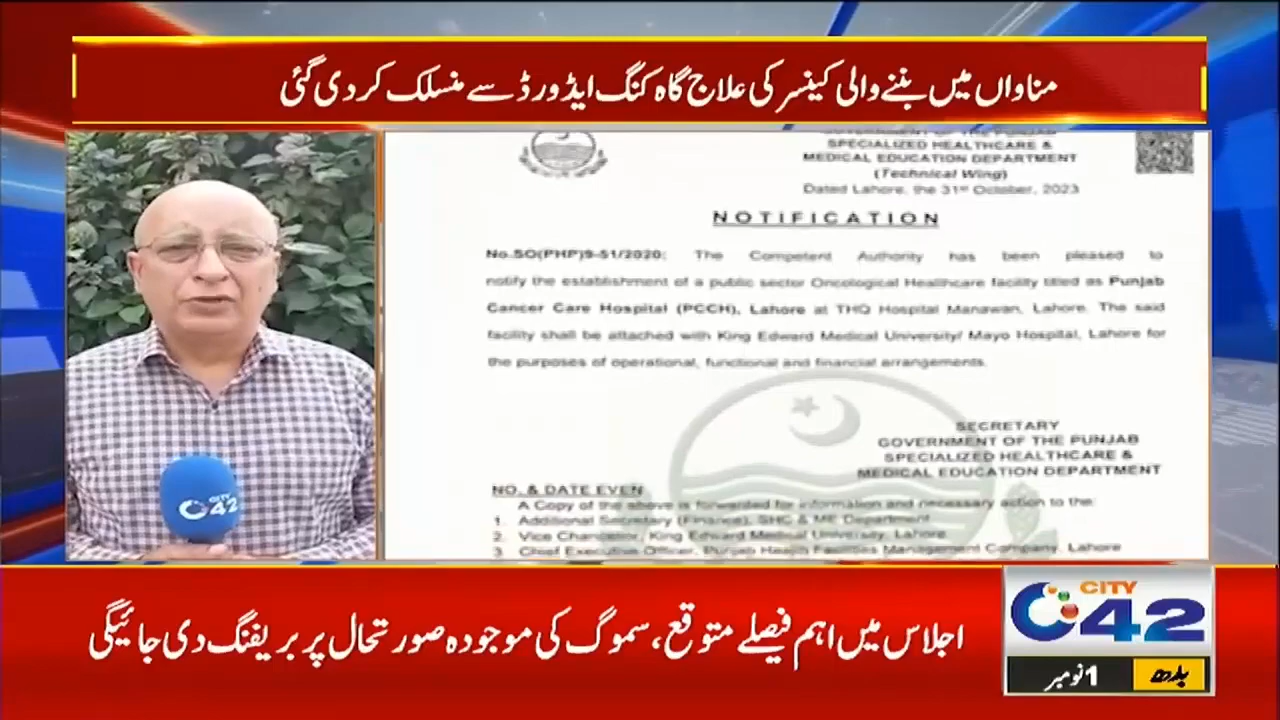 مناواں میں بننے والی کینسر کی علاج گاہ کنگ ایڈورڈ سے منسلک کر دی گئی
GOVERNMENT OF THE PUNJAB
SPECIALIZED HEALTHCARE &
MEDICAL EDUCATION DEPARTMENT
(Technical Wing)
Dated Lahore, the 31st October, 2023
NOTIFICATION
No.SO(PHP)9-51/2020; The Competent Authority has been pleased to
notify the establishment of a public sector Oncological Healthcare facility titled as Punjab
Cancer Care Hospital (PCCH), Lahore at THQ Hospital Manawan, Lahore. The said
facility shall be attached with King Edward Medical University/ Mayo Hospital, Lahore for
the purposes of operational, functional and financial arrangements.
SECRETARY
GOVERNMENT OF THE PUNJAB
SPECIALIZED HEALTHCARE &
MEDICAL EDUCATION DEPARTMENT
NO. & DATE EVEN
A Copy of the above is forwarded for information and necessary action to the:
1. Additional Secretary (Finance), SHC & ME Department
2. Vice Chancellor, King Edward Medical University, Lahore
3. Chief Executive Officer, Punjab Health Facilities Management Company, Lahore
CITY
42
اجلاس میں اہم فیصلے متوقع، سموگ کی موجودہ صورتحال پر بریفنگ دی جائیگی
CITY
42
بدھ
1 نومبر